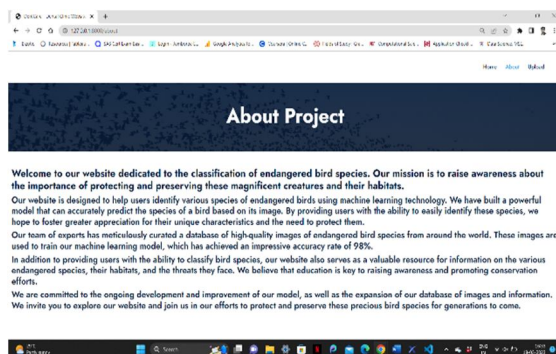 127.0.0.1:8000/about
Home About Upload
About Project
Welcome to our website dedicated to the classification of endangered bird species. Our mission is to raise awareness about
the importance of protecting and preserving these magnificent creatures and their habitats.
Our website is designed to help users identify various species of endangered birds using machine learning technology. We have built a powerful
model that can accurately predict the species of a bird based on its image. By providing users with the ability to easily identify these species, we
hope to foster greater appreciation for their unique characteristics and the need to protect them.
Our team of experts has meticulously curated a database of high-quality images of endangered bird species from around the world. These images are
used to train our machine learning model, which has achieved an impressive accuracy rate of 98%.
In addition to providing users with the ability to classify bird species, our website also serves as a valuable resource for information on the various
endangered species, their habitats, and the threats they face. We believe that education is key to raising awareness and promoting conservation
efforts.
We are committed to the ongoing development and improvement of our model, as well as the expansion of our database of images and information.
We invite you to explore our website and join us in our efforts to protect and preserve these precious bird species for generations to come.
Search